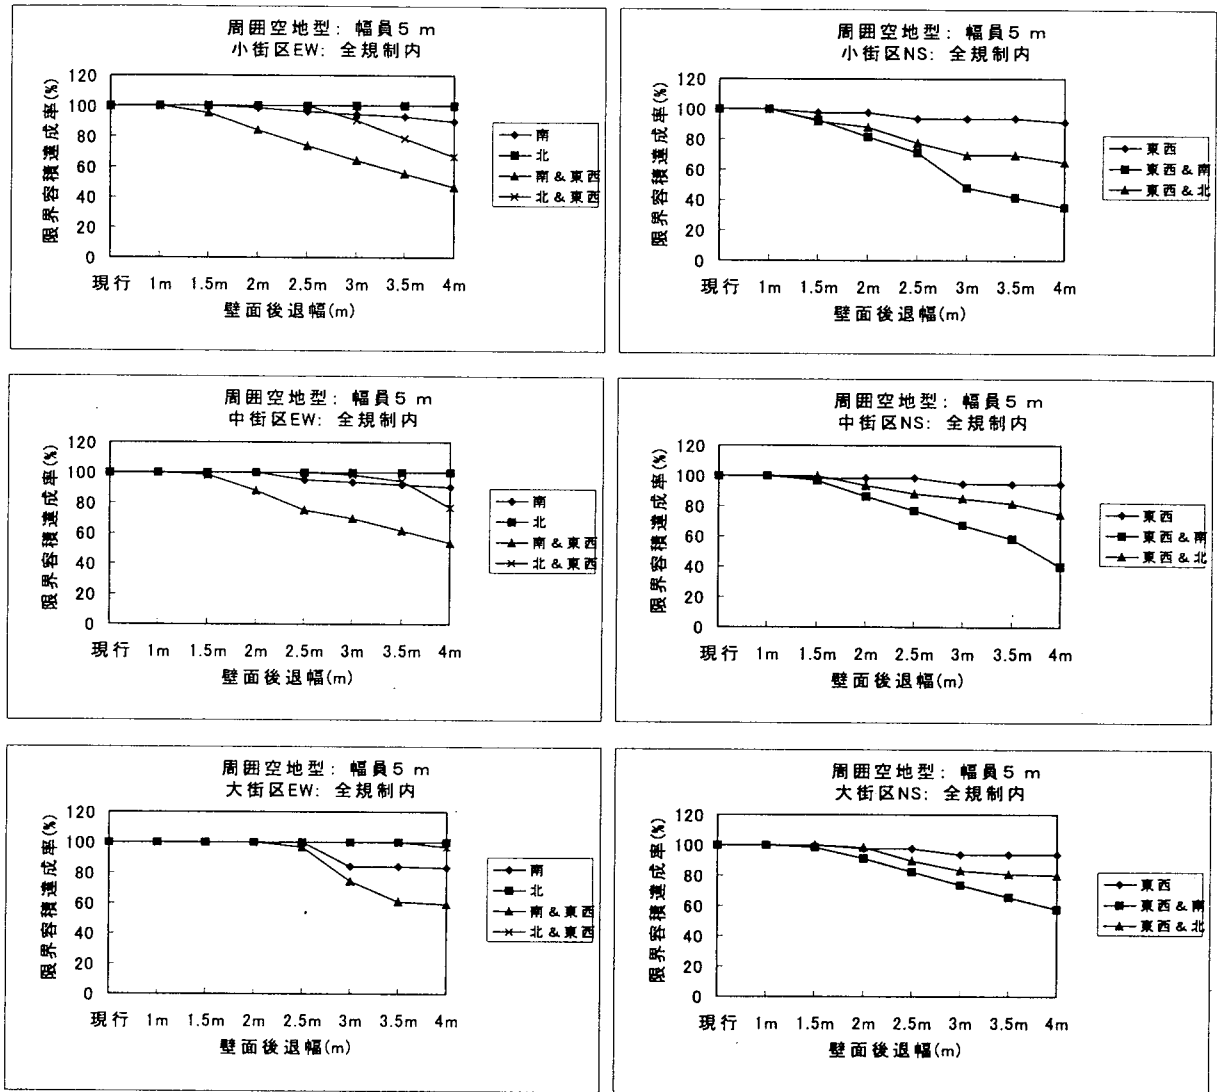 周囲空地型: 幅員5 m
小街区EW: 全規制内
限界容積達成率(%)
120
100
80
60
40
20
0
現行 1m 1.5m 2m 2.5m 3m 3.5m 4m
壁面後退幅(m)
南
北
南 & 東西
北 & 東西
周囲空地型: 幅員5 m
小街区NS: 全規制内
限界容積達成率(%)
120
100
80
60
40
20
0
現行 1m 1.5m 2m 2.5m 3m 3.5m 4m
壁面後退幅(m)
東西
東西 & 南
東西 & 北
周囲空地型: 幅員5 m
中街区EW: 全規制内
限界容積達成率(%)
120
100
80
60
40
20
0
現行 1m 1.5m 2m 2.5m 3m 3.5m 4m
壁面後退幅(m)
南
北
南 & 東西
北 & 東西
周囲空地型: 幅員5 m
中街区NS: 全規制内
限界容積達成率(%)
120
100
80
60
40
20
0
現行 1m 1.5m 2m 2.5m 3m 3.5m 4m
壁面後退幅(m)
東西
東西 & 南
東西 & 北
周囲空地型: 幅員5 m
大街区EW: 全規制内
限界容積達成率(%)
120
100
80
60
40
20
0
現行 1m 1.5m 2m 2.5m 3m 3.5m 4m
壁面後退幅(m)
南
北
南 & 東西
北 & 東西
周囲空地型: 幅員5 m
大街区NS: 全規制内
限界容積達成率(%)
120
100
80
60
40
20
0
現行 1m 1.5m 2m 2.5m 3m 3.5m 4m
壁面後退幅(m)
東西
東西 & 南
東西 & 北